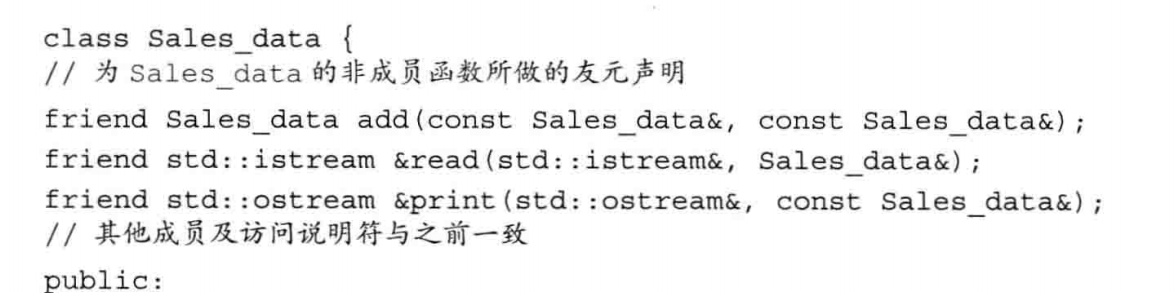 class Sales_data {
// 为 Sales_data 的非成员函数所做的友元声明
friend Sales_data add(const Sales_data&, const Sales_data&);
friend std::istream &read(std::istream&, Sales_data&);
friend std::ostream &print(std::ostream&, const Sales_data&);
// 其他成员及访问说明符与之前一致
public: